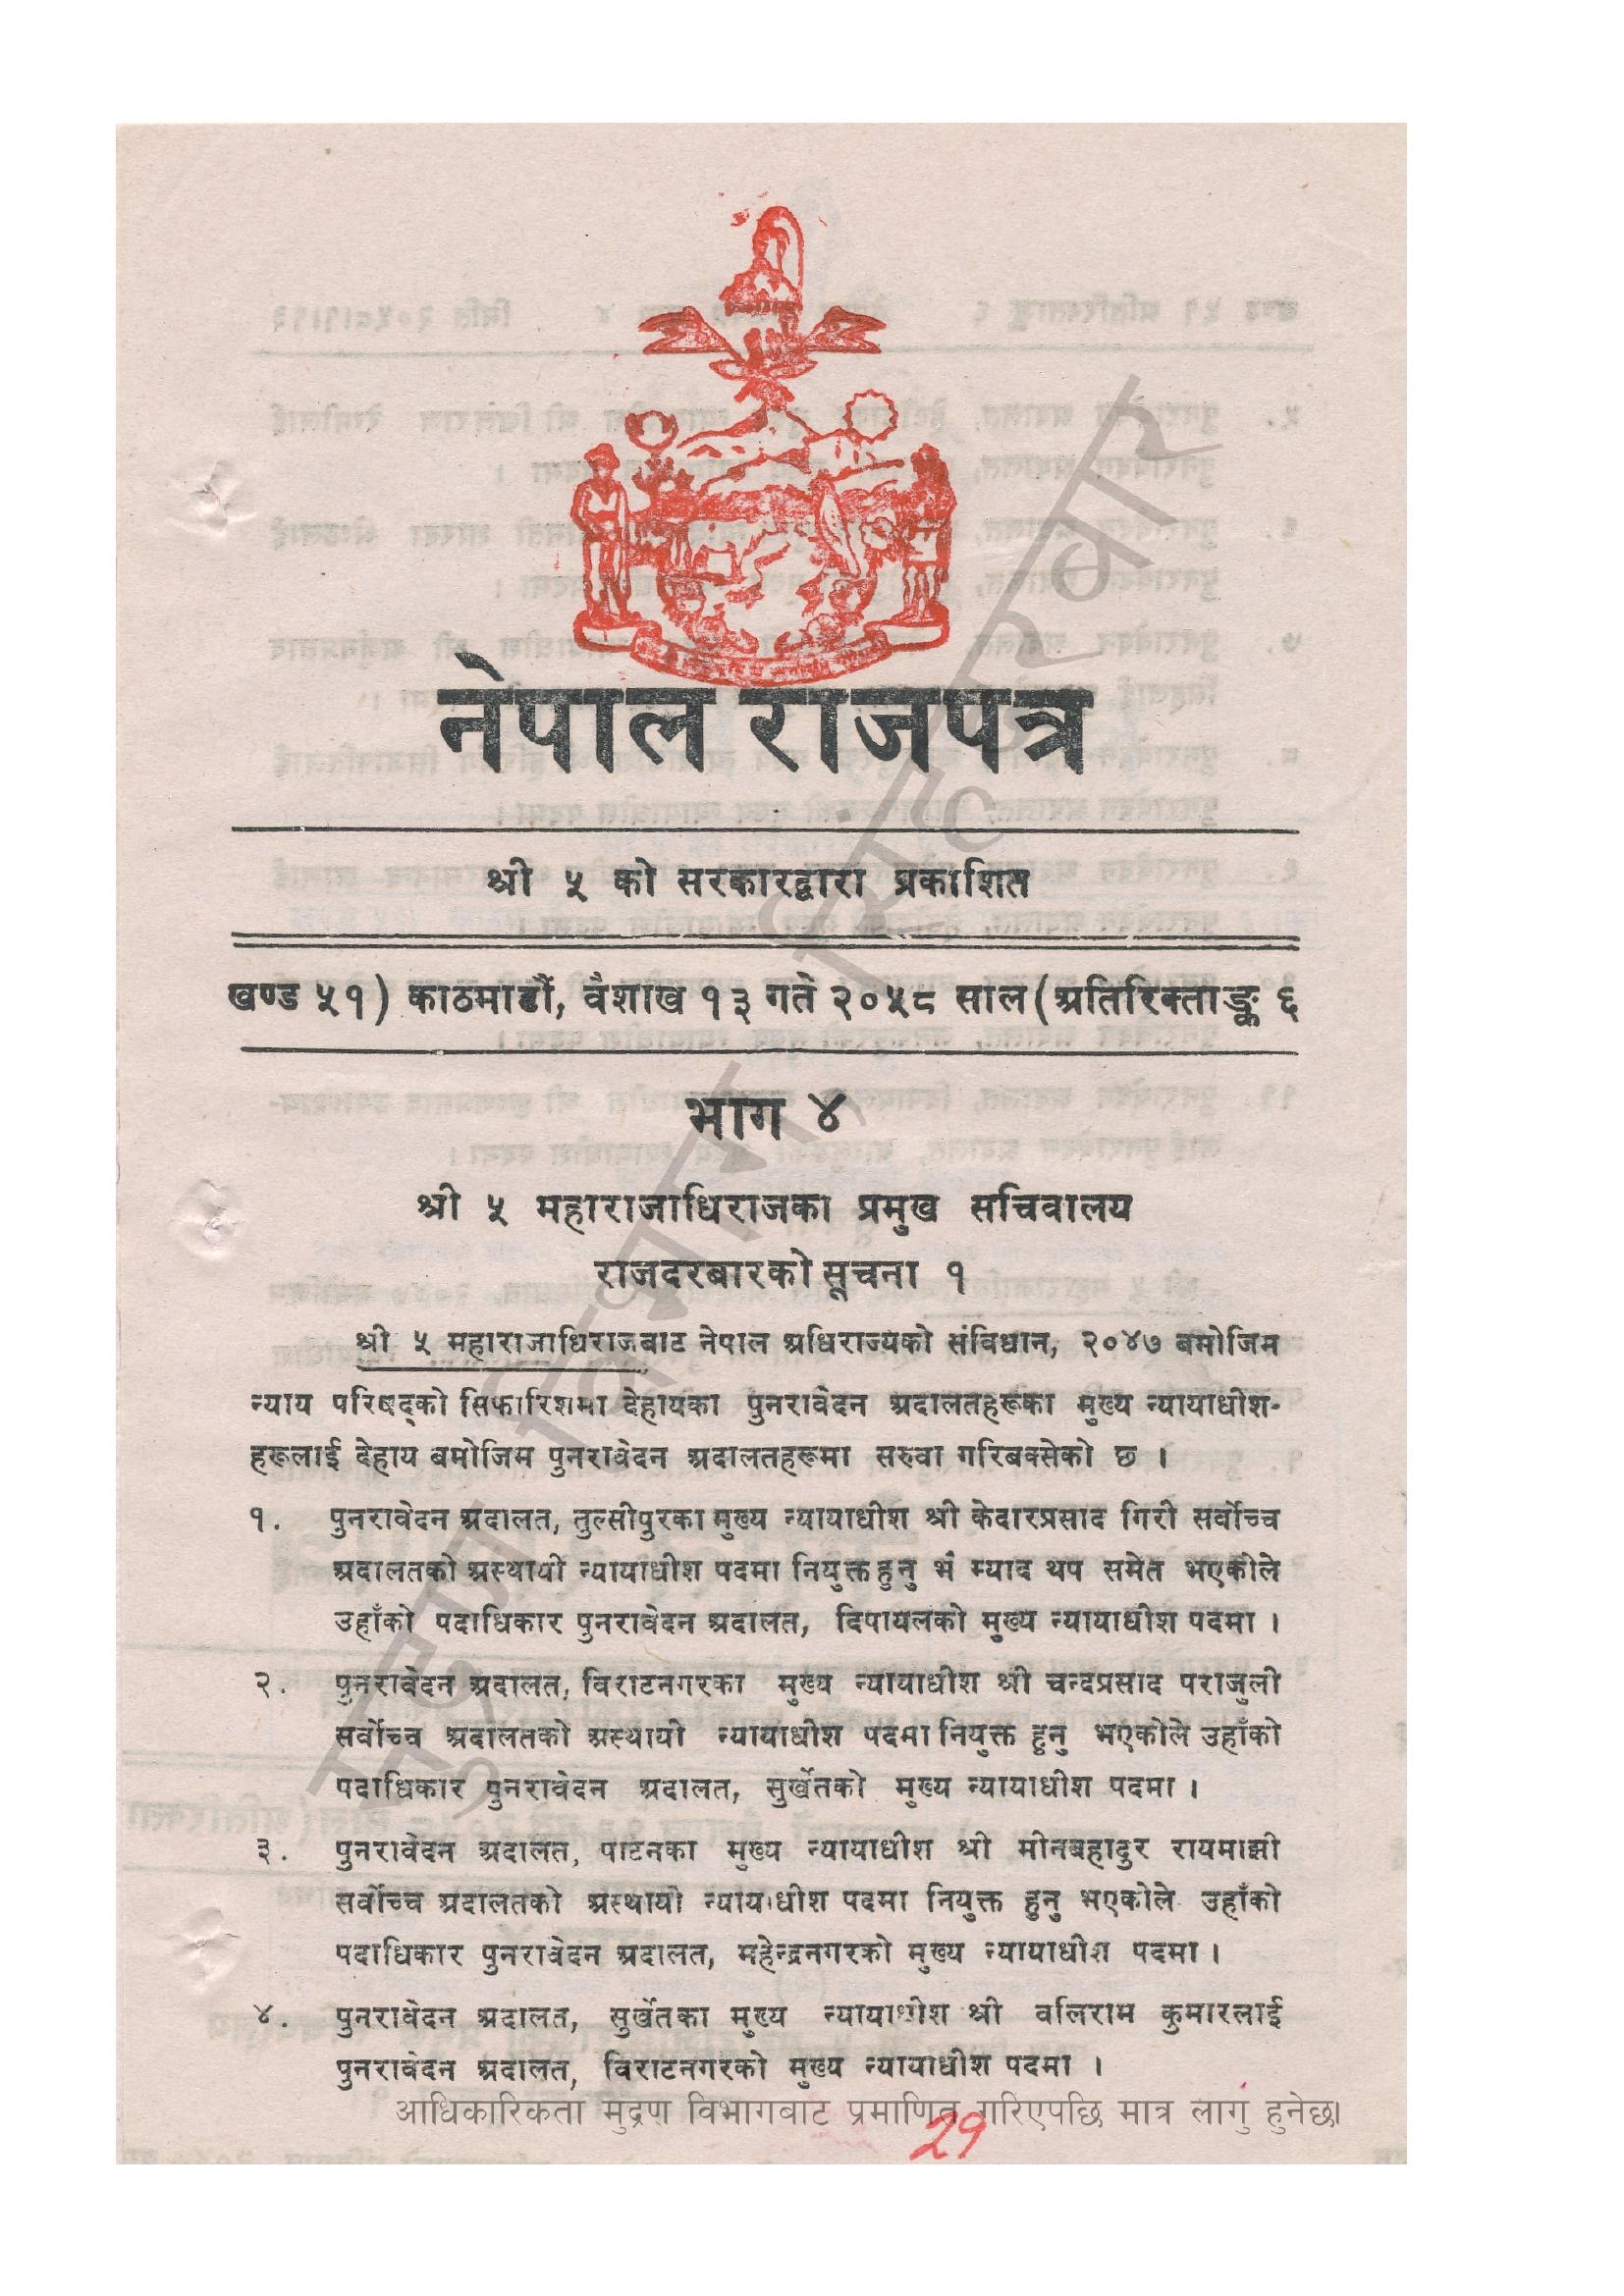 नेपाल राजपत्र
श्री ५ को सरकारद्वारा प्रकाशित
खण्ड ५१) काठमाडौं, वैशाख १३ गते २०५८ साल (अतिरिक्ताङ्क ६
भाग ४
श्री ५ महाराजाधिराजका प्रमुख सचिवालय
राजदरबारको सूचना १
श्री ५ महाराजाधिराजबाट नेपाल अधिराज्यको संविधान, २०४७ बमोजिम
न्याय परिषद्को सिफारिशमा देहायका पुनरावेदन अदालतहरूका मुख्य न्यायाधीश-
हरूलाई देहाय बमोजिम पुनरावेदन अदालतहरूमा सरुवा गरिबक्सेको छ ।
१. पुनरावेदन अदालत, तुल्सीपुरका मुख्य न्यायाधीश श्री केदारप्रसाद गिरी सर्वोच्च
अदालतको अस्थायी न्यायाधीश पदमा नियुक्त हुनु भै म्याद थप समेत भएकोले
उहाँको पदाधिकार पुनरावेदन अदालत, दिपायलको मुख्य न्यायाधीश पदमा ।
२. पुनरावेदन अदालत, विराटनगरका मुख्य न्यायाधीश श्री चन्दप्रसाद पराजुली
सर्वोच्च अदालतको अस्थायी न्यायाधीश पदमा नियुक्त हुनु भएकोले उहाँको
पदाधिकार पुनरावेदन अदालत, सुर्खेतको मुख्य न्यायाधीश पदमा ।
३. पुनरावेदन अदालत, पाटनका मुख्य न्यायाधीश श्री मीनबहादुर रायमाझी
सर्वोच्च अदालतको अस्थायी न्यायाधीश पदमा नियुक्त हुनु भएकोले उहाँको
पदाधिकार पुनरावेदन अदालत, महेन्द्रनगरको मुख्य न्यायाधीश पदमा ।
४. पुनरावेदन अदालत, सुर्खेतका मुख्य न्यायाधीश श्री वलिराम कुमारलाई
पुनरावेदन अदालत, विराटनगरको मुख्य न्यायाधीश पदमा ।
आधिकारिकता मुद्रण विभागबाट प्रमाणित गरिएपछि मात्र लागु हुनेछ।
29